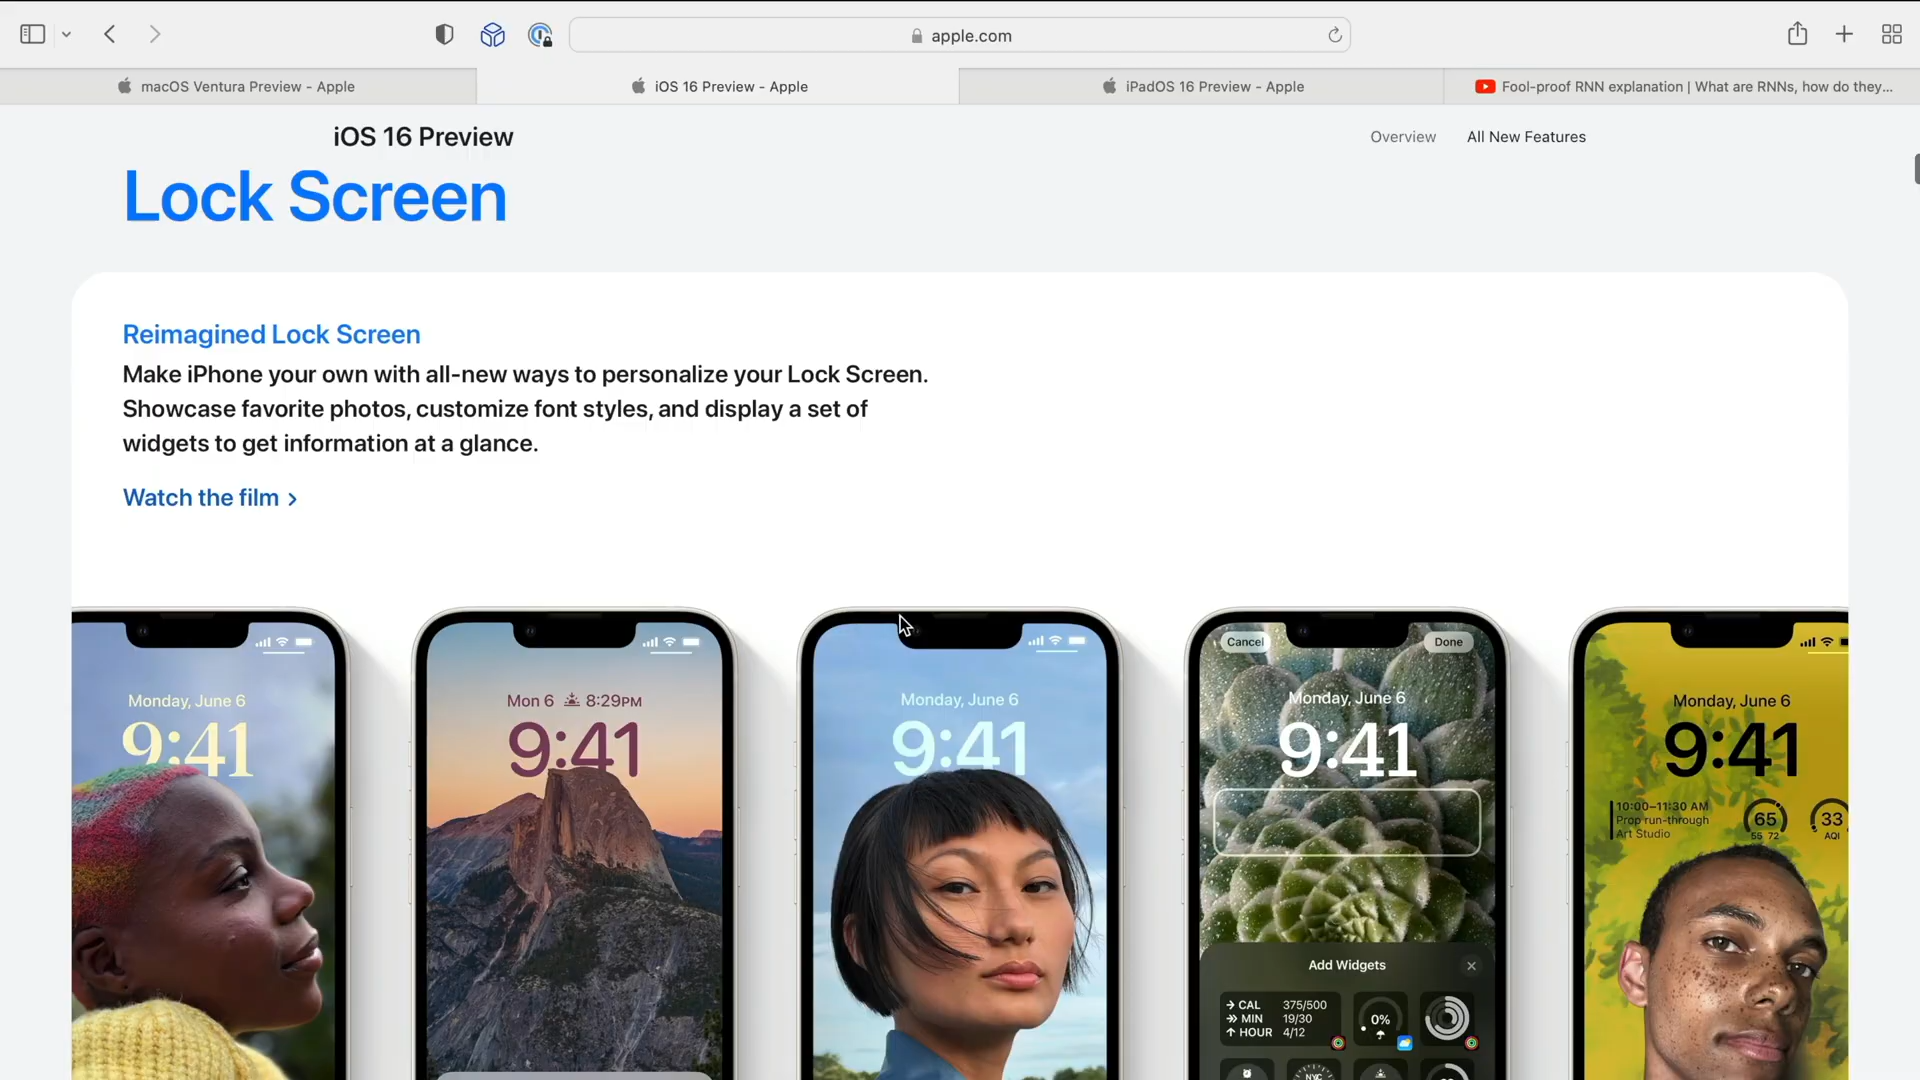 apple.com
macOS Ventura Preview - Apple
iOS 16 Preview - Apple
iPadOS 16 Preview - Apple
Fool-proof RNN explanation | What are RNNs, how do they...
iOS 16 Preview
Overview
All New Features
Lock Screen
Reimagined Lock Screen
Make iPhone your own with all-new ways to personalize your Lock Screen.
Showcase favorite photos, customize font styles, and display a set of
widgets to get information at a glance.
Watch the film >
Monday, June 6
9:41
Mon 6 8:29PM
9:41
Monday, June 6
9:41
Cancel
Done
Monday, June 6
9:41
Add Widgets
CAL 375/500
MIN 19/30
HOUR 4/12
0%
NYC
Monday, June 6
9:41
10:00–11:30 AM
Prop run-through
Art Studio
65
55 72
33
AQI